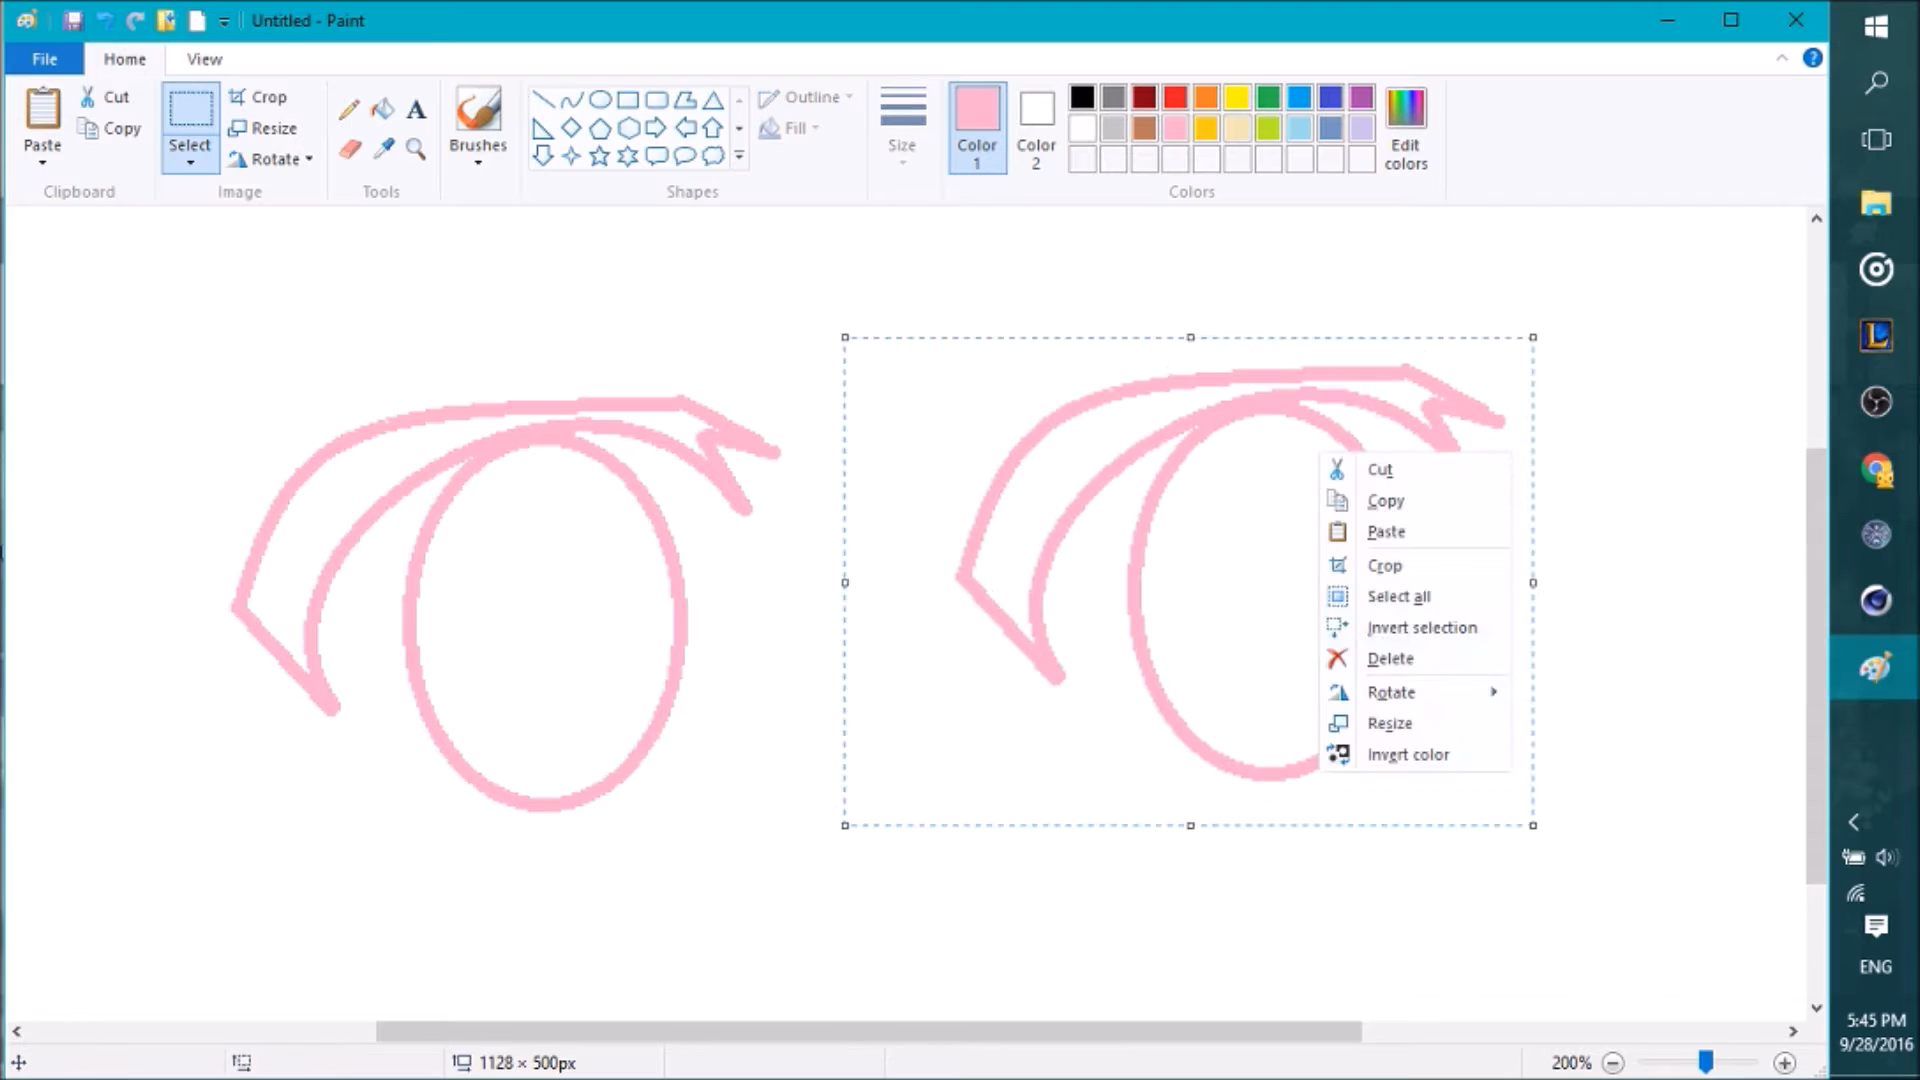 Untitled - Paint
File
Home
View
Paste
Cut
Copy
Clipboard
Select
Crop
Resize
Rotate
Image
A
Tools
Brushes
Shapes
Outline
Fill
Size
Color
1
Color
2
Edit
colors
Colors
Cut
Copy
Paste
Crop
Select all
Invert selection
Delete
Rotate
Resize
Invert color
1128 × 500px
200%
L
ENG
5:45 PM
9/28/2016